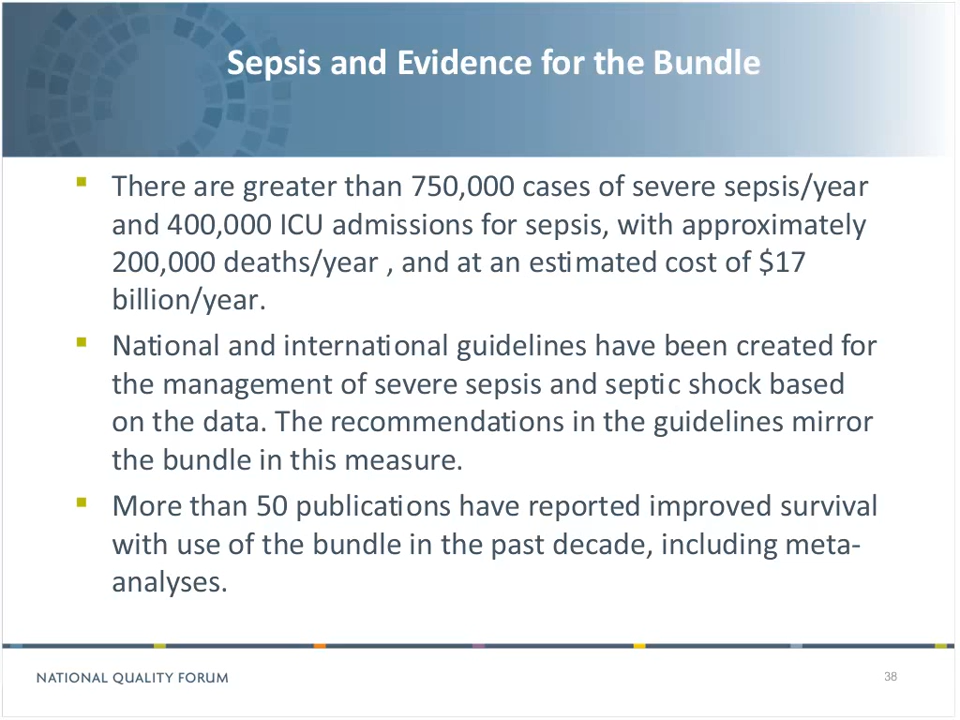 Sepsis and Evidence for the Bundle
There are greater than 750,000 cases of severe sepsis/year
and 400,000 ICU admissions for sepsis, with approximately
200,000 deaths/year , and at an estimated cost of $17
billion/year.
National and international guidelines have been created for
the management of severe sepsis and septic shock based
on the data. The recommendations in the guidelines mirror
the bundle in this measure.
More than 50 publications have reported improved survival
with use of the bundle in the past decade, including meta-
analyses.
NATIONAL QUALITY FORUM
38